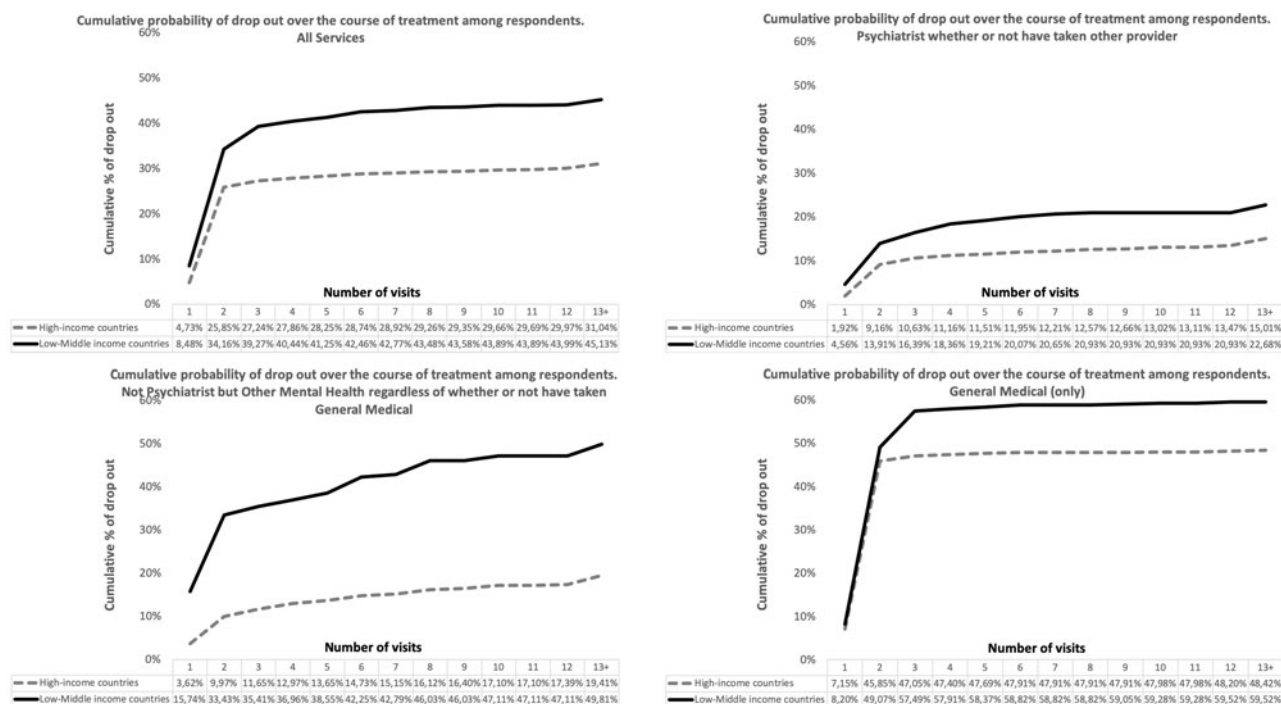 Cumulative probability of drop out over the course of treatment among respondents.
All Services
Cumulative % of drop out
60%
50%
40%
30%
20%
10%
0%
Number of visits
1 2 3 4 5 6 7 8 9 10 11 12 13+
High-income countries 4,73% 25,85% 27,24% 27,86% 28,25% 28,74% 28,92% 29,26% 29,35% 29,66% 29,69% 29,97% 31,04%
Low-Middle income countries 8,48% 34,16% 39,27% 40,44% 41,25% 42,46% 42,77% 43,48% 43,58% 43,89% 43,89% 43,99% 45,13%
Cumulative probability of drop out over the course of treatment among respondents.
Psychiatrist whether or not have taken other provider
Cumulative % of drop out
60%
50%
40%
30%
20%
10%
0%
Number of visits
1 2 3 4 5 6 7 8 9 10 11 12 13+
High-income countries 1,92% 9,16% 10,63% 11,16% 11,51% 11,95% 12,21% 12,57% 12,66% 13,02% 13,11% 13,47% 15,01%
Low-Middle income countries 4,56% 13,91% 16,39% 18,36% 19,21% 20,07% 20,65% 20,93% 20,93% 20,93% 20,93% 20,93% 22,68%
Cumulative probability of drop out over the course of treatment among respondents.
Not Psychiatrist but Other Mental Health regardless of whether or not have taken
General Medical
Cumulative % of drop out
60%
50%
40%
30%
20%
10%
0%
Number of visits
1 2 3 4 5 6 7 8 9 10 11 12 13+
High-income countries 3,62% 9,97% 11,65% 12,97% 13,65% 14,73% 15,15% 16,12% 16,40% 17,10% 17,10% 17,39% 19,41%
Low-Middle income countries 15,74% 33,43% 35,41% 36,96% 38,55% 42,25% 42,79% 46,03% 46,03% 47,11% 47,11% 47,11% 49,81%
Cumulative probability of drop out over the course of treatment among respondents.
General Medical (only)
Cumulative % of drop out
60%
50%
40%
30%
20%
10%
0%
Number of visits
1 2 3 4 5 6 7 8 9 10 11 12 13+
High-income countries 7,15% 45,85% 47,05% 47,40% 47,69% 47,91% 47,91% 47,91% 47,91% 47,98% 47,98% 48,20% 48,42%
Low-Middle income countries 8,20% 49,07% 57,49% 57,91% 58,37% 58,82% 58,82% 58,82% 59,05% 59,28% 59,28% 59,52% 59,52%